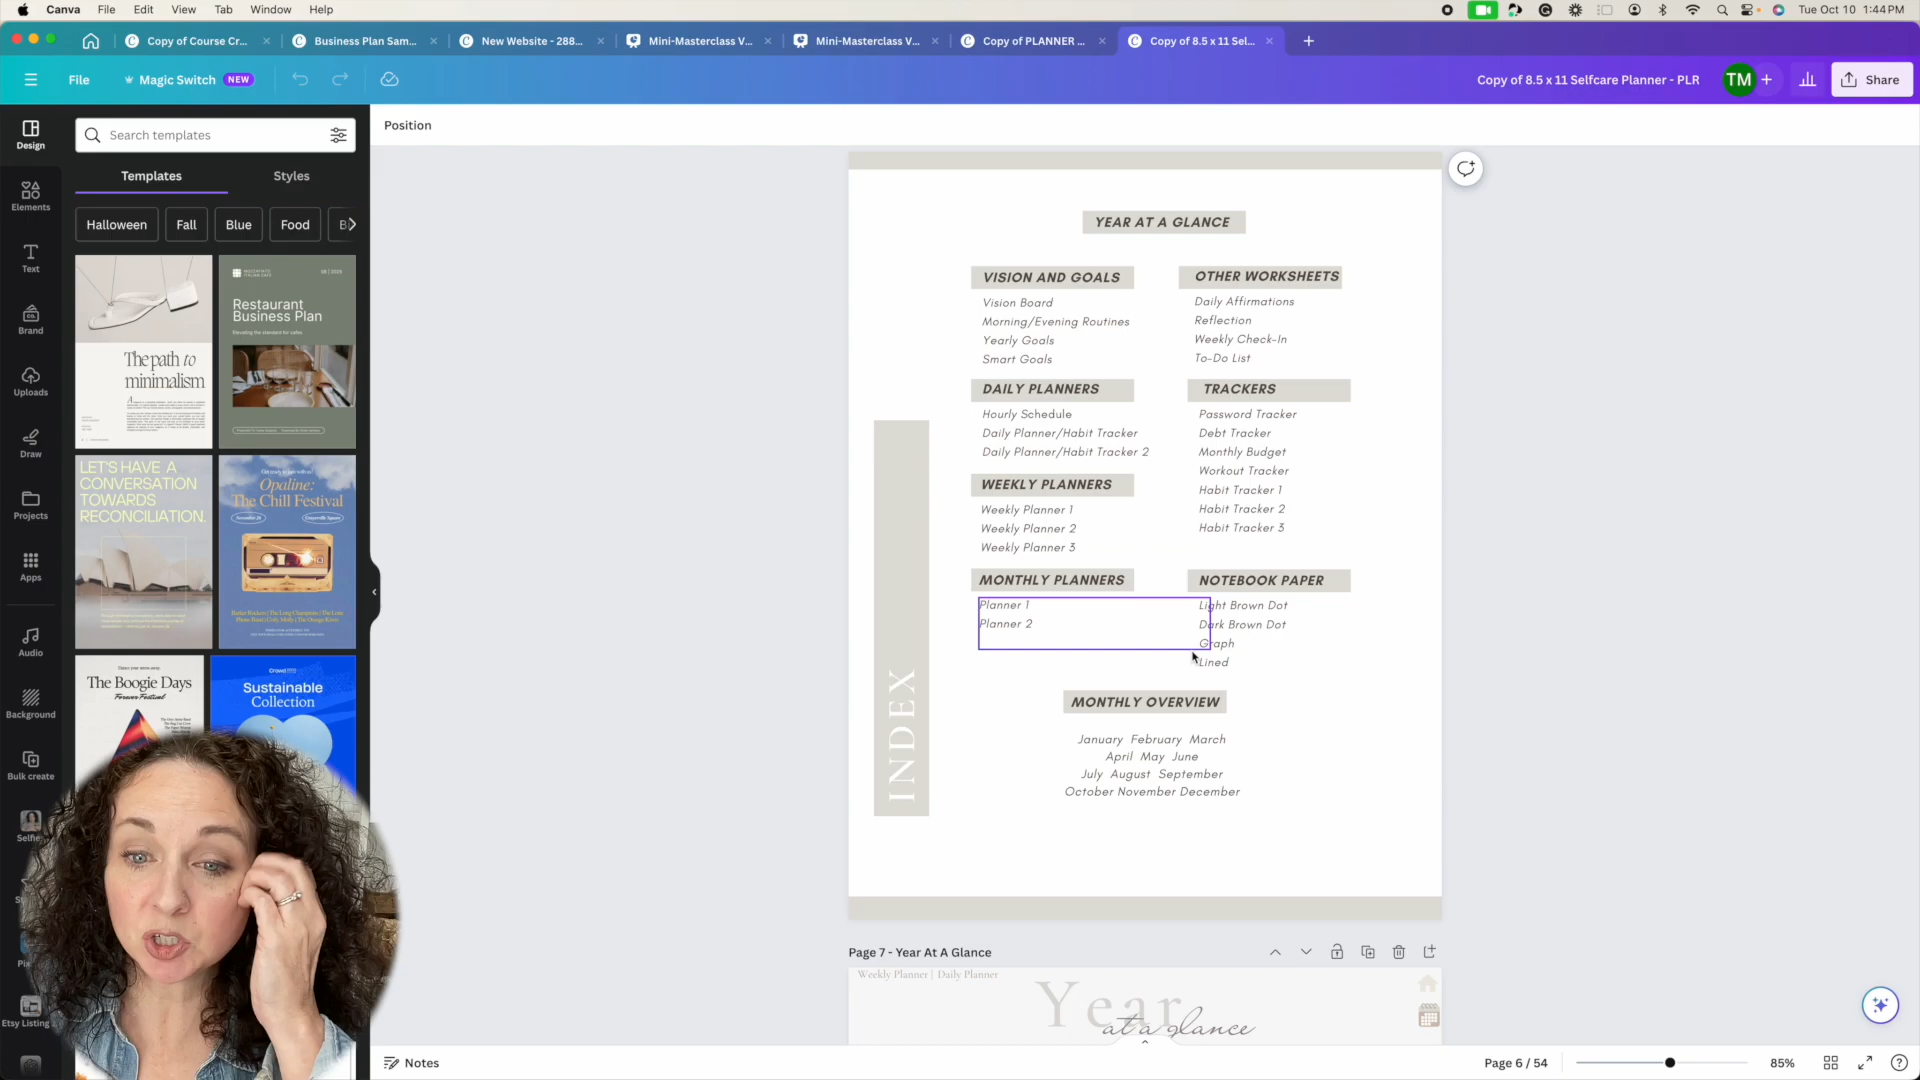 Canva File Edit View Tab Window Help
Tue Oct 10 1:44 PM
Copy of Course Cr...
Business Plan Sam...
New Website - 288...
Mini-Masterclass V...
Mini-Masterclass V...
Copy of PLANNER ...
Copy of 8.5 x 11 Sel...
File
Magic Switch NEW
Copy of 8.5 x 11 Selfcare Planner - PLR
TM
Share
Design
Elements
Text
Brand
Uploads
Draw
Projects
Apps
Audio
Background
Bulk create
Etsy Listing
Search templates
Templates
Styles
Halloween
Fall
Blue
Food
The path to
minimalism
Restaurant
Business Plan
LET'S HAVE A
CONVERSATION
TOWARDS
RECONCILIATION.
Opaline:
The Chill Festival
The Boogie Days
Forever Festival
Sustainable
Collection
Position
YEAR AT A GLANCE
VISION AND GOALS
Vision Board
Morning/Evening Routines
Yearly Goals
Smart Goals
DAILY PLANNERS
Hourly Schedule
Daily Planner/Habit Tracker
Daily Planner/Habit Tracker 2
WEEKLY PLANNERS
Weekly Planner 1
Weekly Planner 2
Weekly Planner 3
MONTHLY PLANNERS
Planner 1
Planner 2
OTHER WORKSHEETS
Daily Affirmations
Reflection
Weekly Check-In
To-Do List
TRACKERS
Password Tracker
Debt Tracker
Monthly Budget
Workout Tracker
Habit Tracker 1
Habit Tracker 2
Habit Tracker 3
NOTEBOOK PAPER
Light Brown Dot
Dark Brown Dot
Graph
Lined
MONTHLY OVERVIEW
January February March
April May June
July August September
October November December
INDEX
Page 7 - Year At A Glance
Weekly Planner | Daily Planner
Year
at a glance
Notes
Page 6 / 54
85%